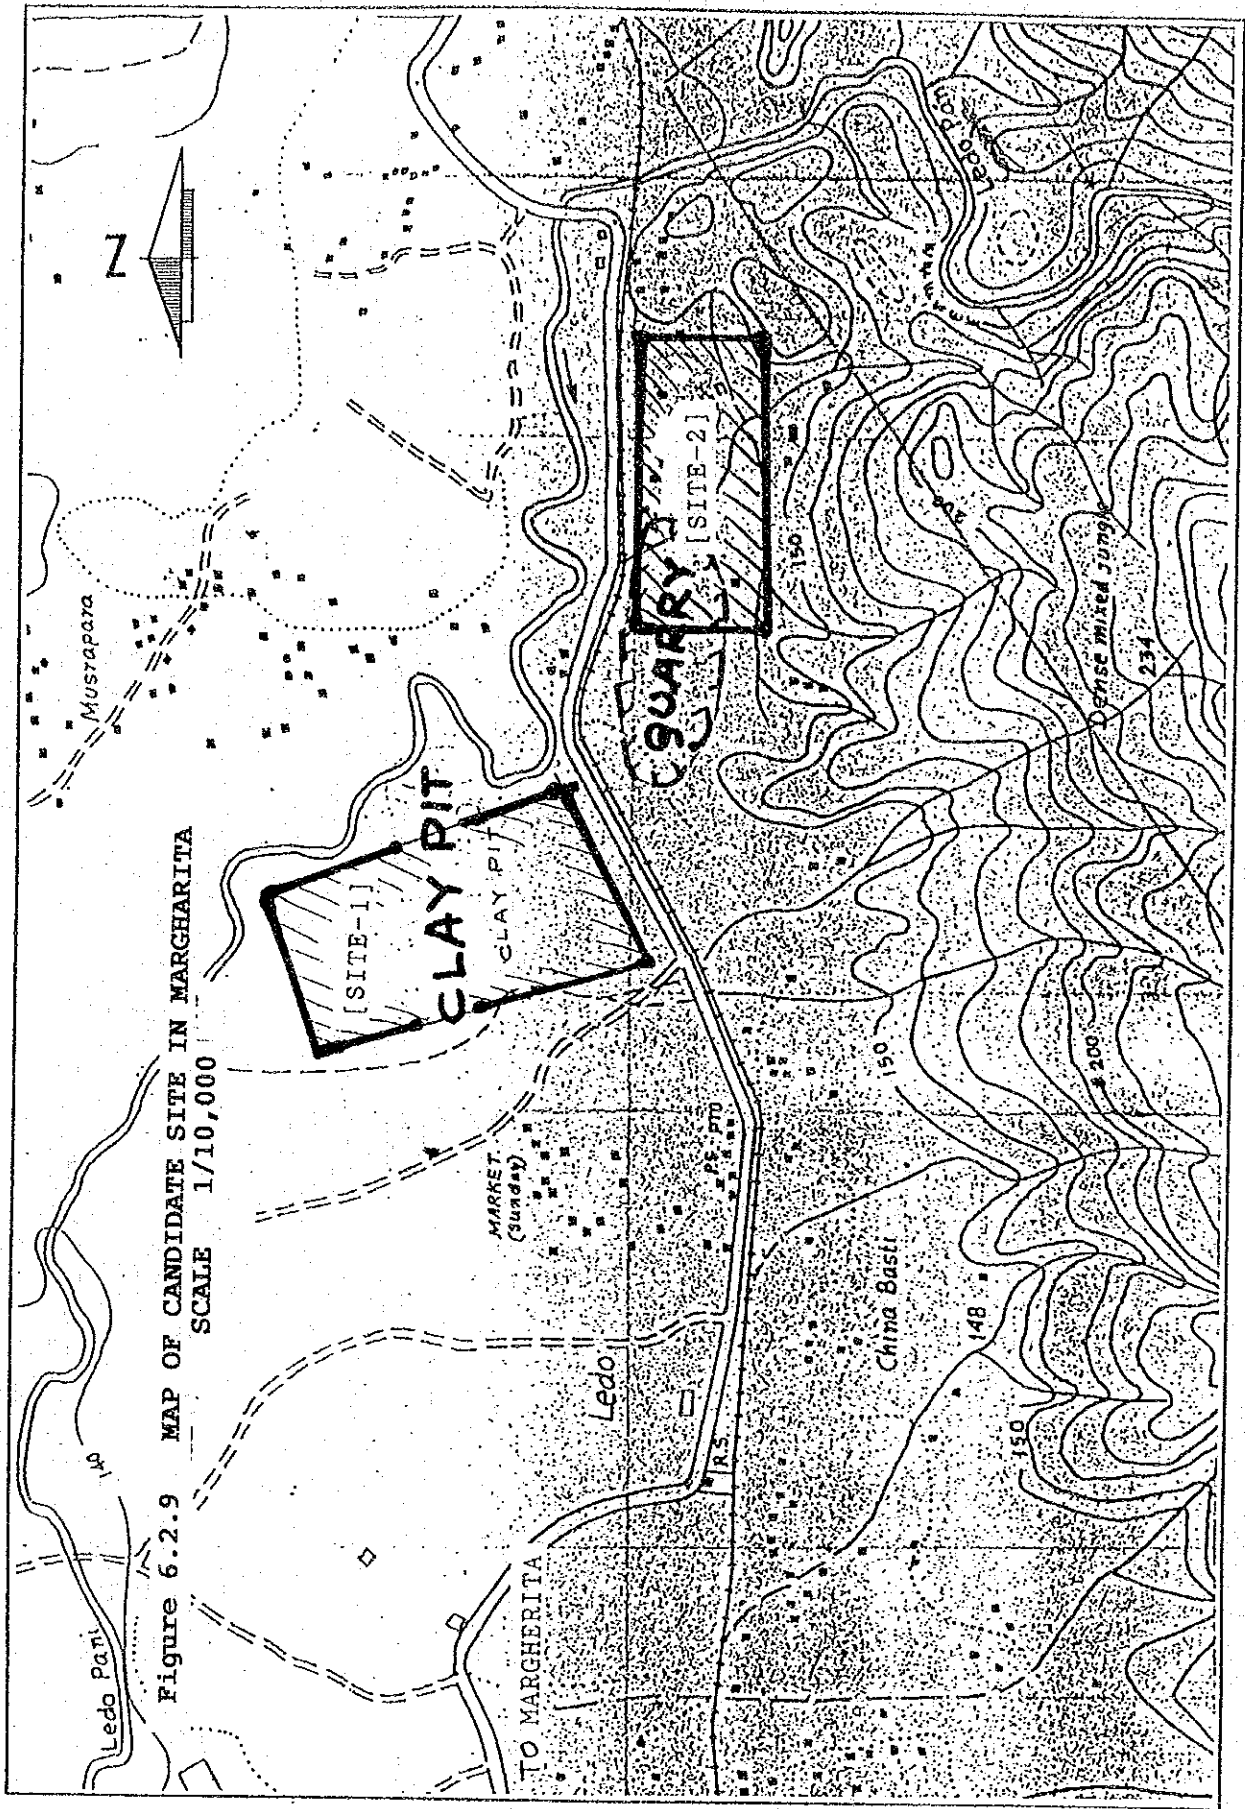 Figure 6.2.9 MAP OF CANDIDATE SITE IN MARGHARITA
SCALE 1/10,000
N
Ledo Pani
140
Musrapara
[SITE-1]
CLAY PIT
CLAY PIT
MARKET
(Sunday)
TO MARGHERITA
Ledo
R S
PS PTO
QUARRY
[SITE-2]
150
China Basti
148
150
150
200
200
234
Dense mixed jungle
Ledo Pani